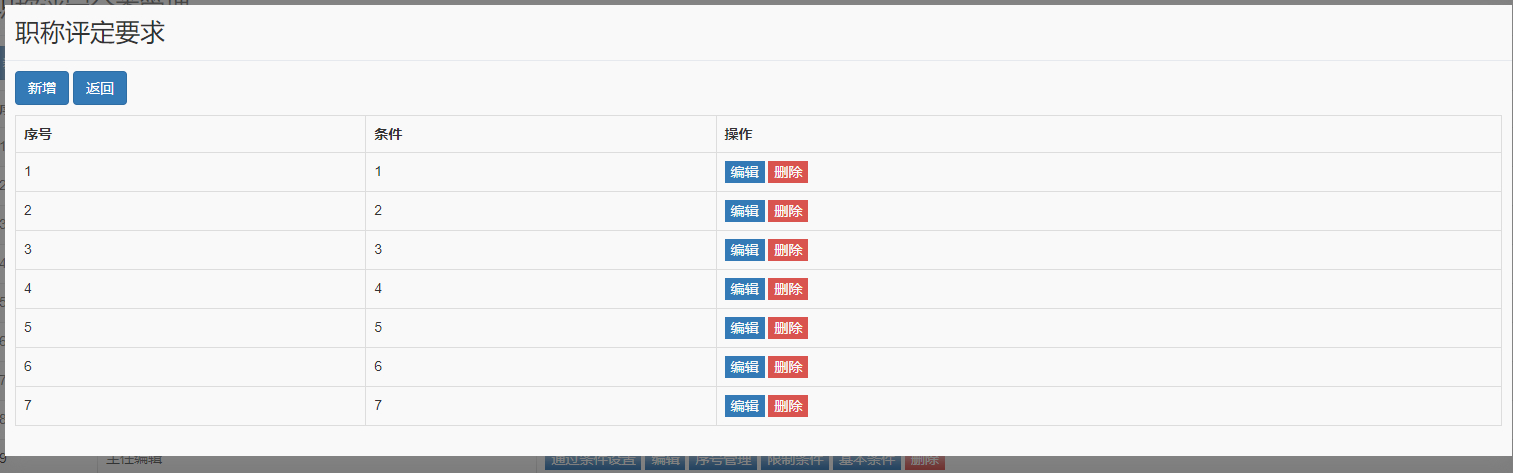 职称评定要求
新增 返回
序号 条件 操作
1 1 编辑 删除
2 2 编辑 删除
3 3 编辑 删除
4 4 编辑 删除
5 5 编辑 删除
6 6 编辑 删除
7 7 编辑 删除
9 主任编辑 通过条件设置 编辑 序号管理 限制条件 基本条件 删除